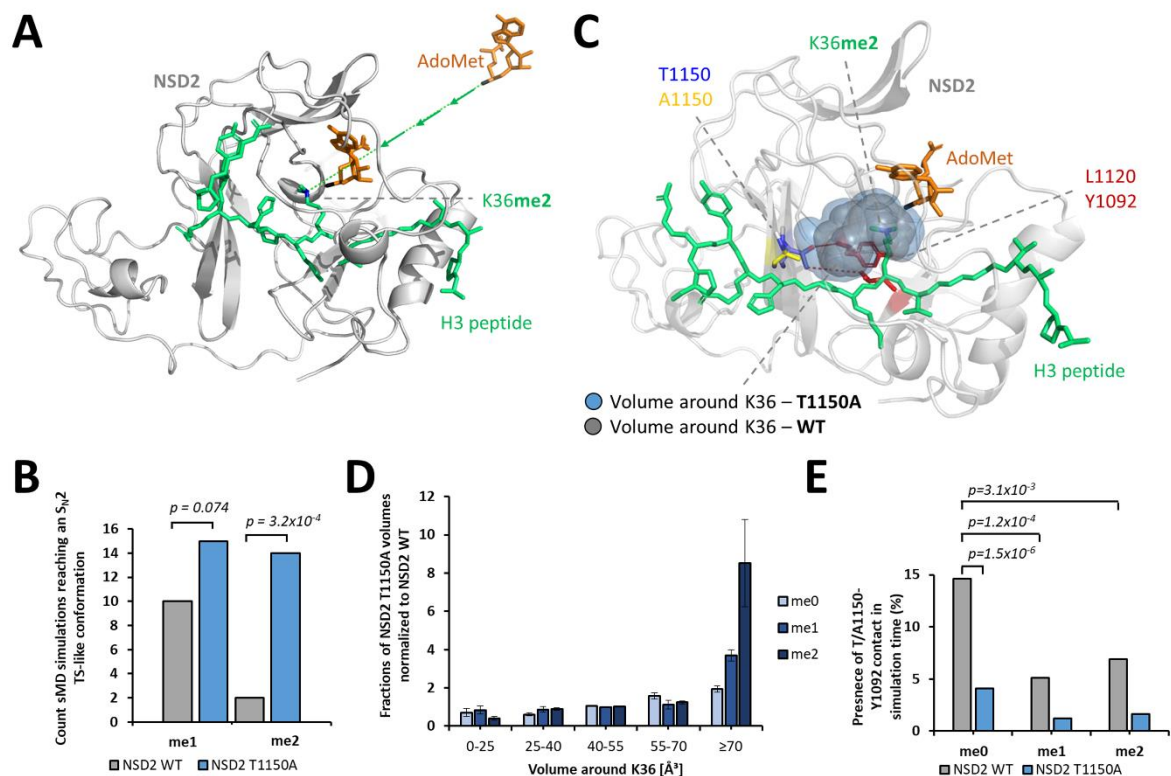 A
NSD2
AdoMet
K36me2
H3 peptide
C
K36me2
T1150
A1150
NSD2
AdoMet
L1120
Y1092
H3 peptide
Volume around K36 – T1150A
Volume around K36 – WT
B
Count sMD simulations reaching an SN2
TS-like conformation
16
14
12
10
8
6
4
2
0
p = 0.074
p = 3.2x10-4
me1
me2
NSD2 WT
NSD2 T1150A
D
Fractions of NSD2 T1150A volumes
normalized to NSD2 WT
12
10
8
6
4
2
0
me0
me1
me2
0-25
25-40
40-55
55-70
≥70
Volume around K36 [Å³]
E
p=3.1x10-3
p=1.2x10-4
p=1.5x10-6
Presnece of T/A1150-
Y1092 contact in
simulation time (%)
15
10
5
0
me0
me1
me2
NSD2 WT
NSD2 T1150A